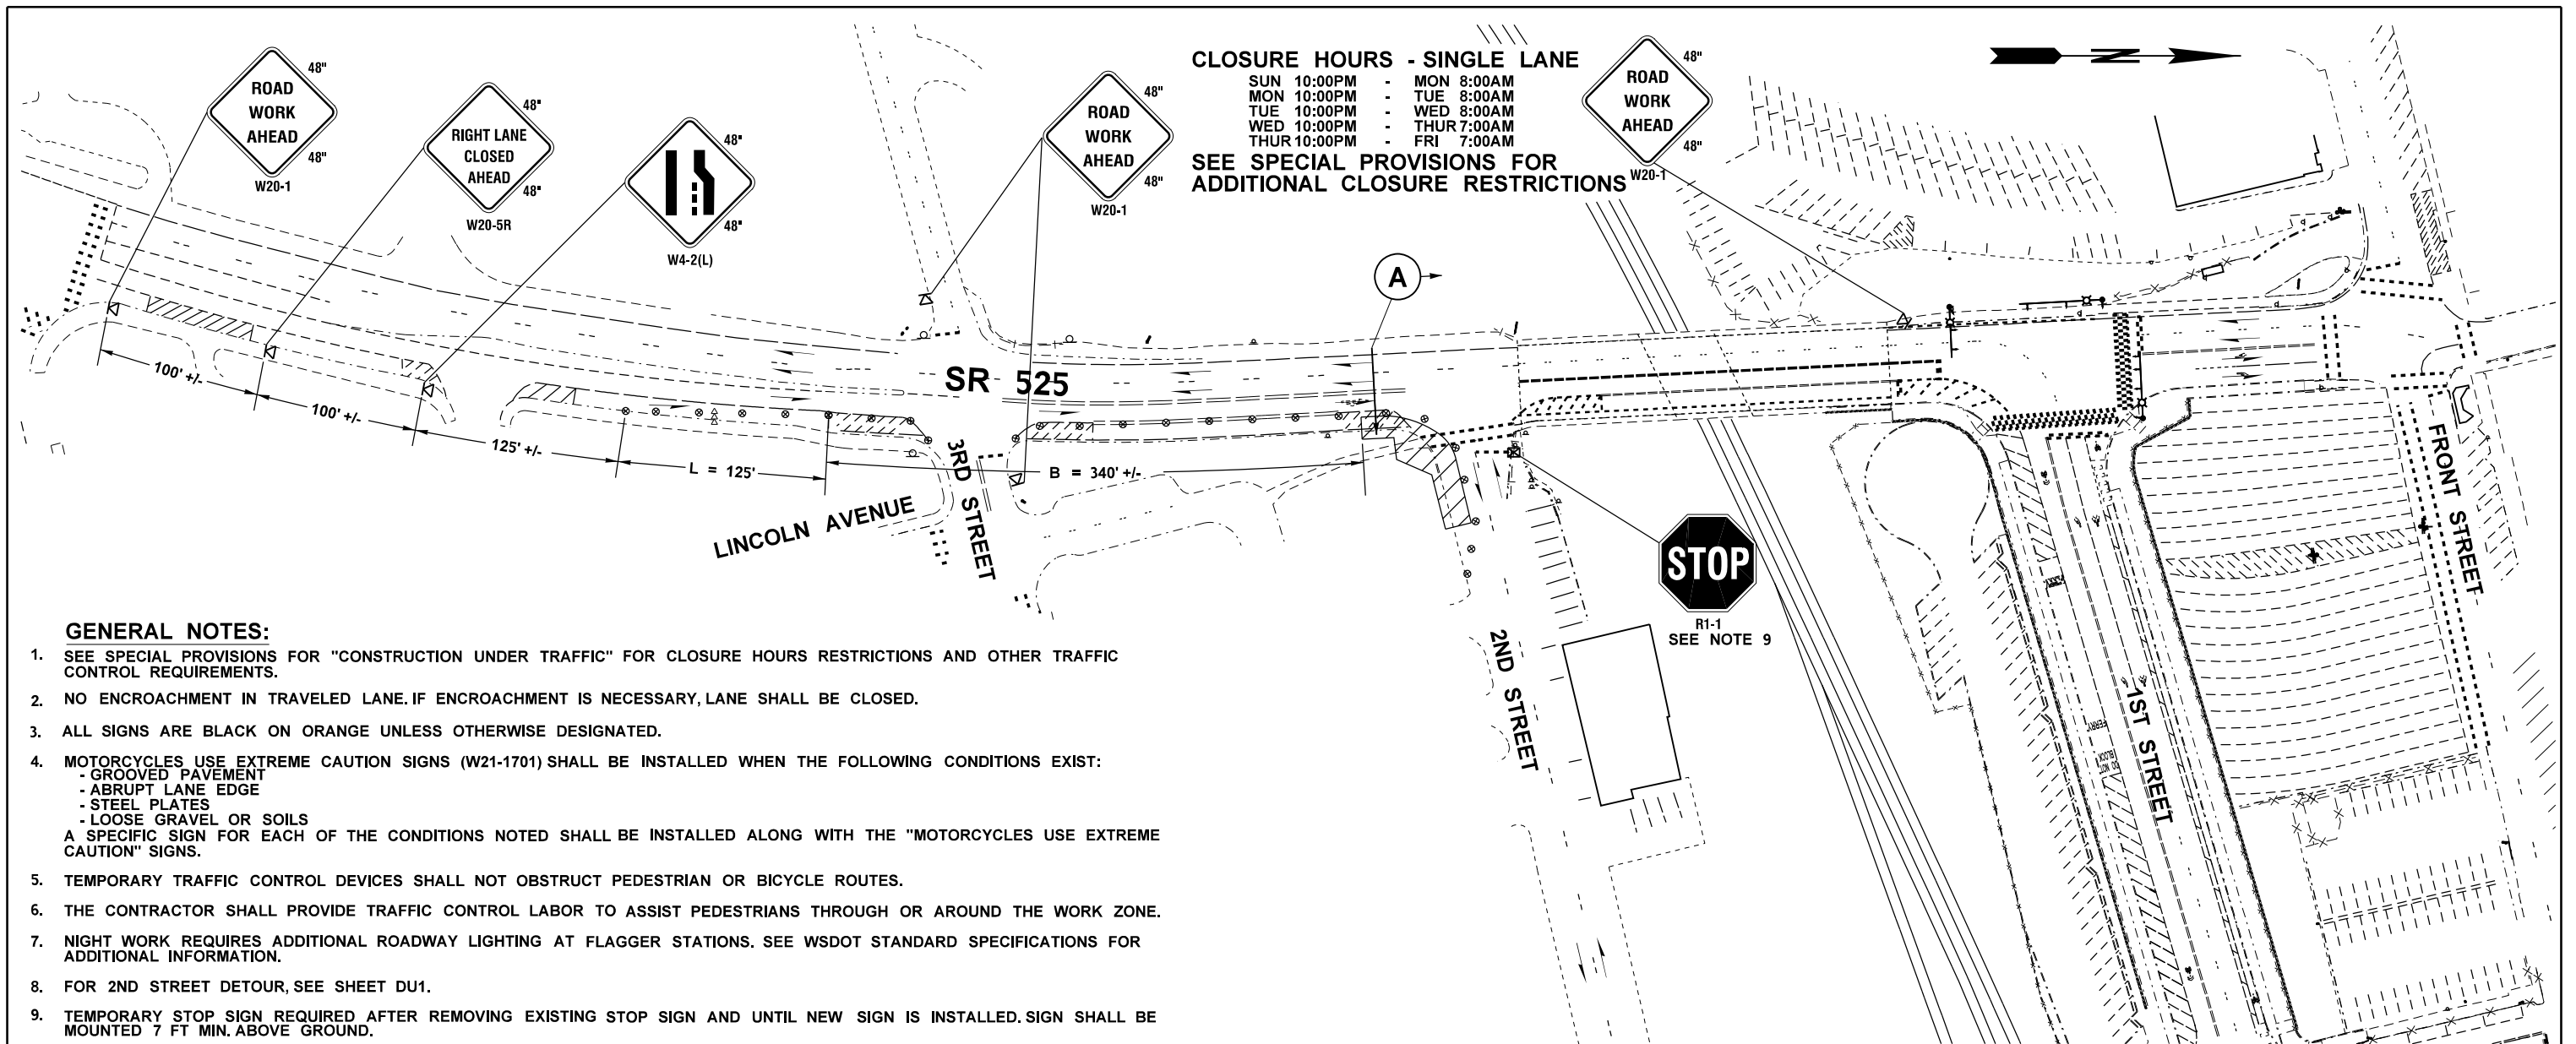 ROAD
WORK
AHEAD
48"
48"
W20-1
RIGHT LANE
CLOSED
AHEAD
48"
48"
W20-5R
48"
48"
W4-2(L)
ROAD
WORK
AHEAD
48"
48"
W20-1
CLOSURE HOURS - SINGLE LANE
SUN 10:00PM - MON 8:00AM
MON 10:00PM - TUE 8:00AM
TUE 10:00PM - WED 8:00AM
WED 10:00PM - THUR 7:00AM
THUR 10:00PM - FRI 7:00AM
SEE SPECIAL PROVISIONS FOR
ADDITIONAL CLOSURE RESTRICTIONS
ROAD
WORK
AHEAD
48"
48"
W20-1
N
A
SR 525
100' +/-
100' +/-
125' +/-
L = 125'
B = 340' +/-
LINCOLN AVENUE
3RD STREET
2ND STREET
1ST STREET
FRONT STREET
FERRY
DO NOT
BLOCK
STOP
R1-1
SEE NOTE 9
GENERAL NOTES:
1. SEE SPECIAL PROVISIONS FOR "CONSTRUCTION UNDER TRAFFIC" FOR CLOSURE HOURS RESTRICTIONS AND OTHER TRAFFIC
CONTROL REQUIREMENTS.
2. NO ENCROACHMENT IN TRAVELED LANE. IF ENCROACHMENT IS NECESSARY, LANE SHALL BE CLOSED.
3. ALL SIGNS ARE BLACK ON ORANGE UNLESS OTHERWISE DESIGNATED.
4. MOTORCYCLES USE EXTREME CAUTION SIGNS (W21-1701) SHALL BE INSTALLED WHEN THE FOLLOWING CONDITIONS EXIST:
- GROOVED PAVEMENT
- ABRUPT LANE EDGE
- STEEL PLATES
- LOOSE GRAVEL OR SOILS
A SPECIFIC SIGN FOR EACH OF THE CONDITIONS NOTED SHALL BE INSTALLED ALONG WITH THE "MOTORCYCLES USE EXTREME
CAUTION" SIGNS.
5. TEMPORARY TRAFFIC CONTROL DEVICES SHALL NOT OBSTRUCT PEDESTRIAN OR BICYCLE ROUTES.
6. THE CONTRACTOR SHALL PROVIDE TRAFFIC CONTROL LABOR TO ASSIST PEDESTRIANS THROUGH OR AROUND THE WORK ZONE.
7. NIGHT WORK REQUIRES ADDITIONAL ROADWAY LIGHTING AT FLAGGER STATIONS. SEE WSDOT STANDARD SPECIFICATIONS FOR
ADDITIONAL INFORMATION.
8. FOR 2ND STREET DETOUR, SEE SHEET DU1.
9. TEMPORARY STOP SIGN REQUIRED AFTER REMOVING EXISTING STOP SIGN AND UNTIL NEW SIGN IS INSTALLED. SIGN SHALL BE
MOUNTED 7 FT MIN. ABOVE GROUND.